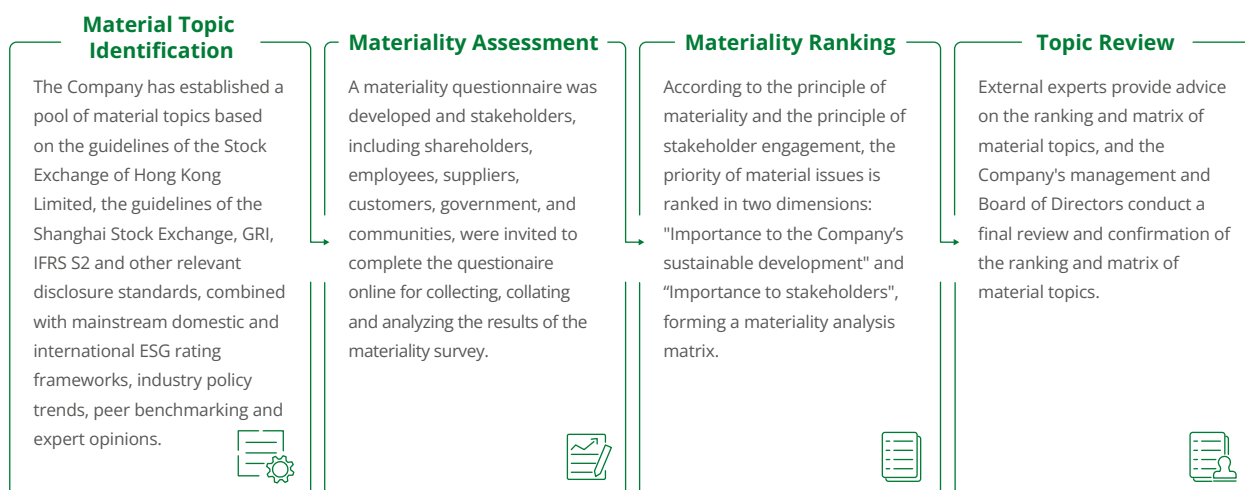 Material Topic
Identification
The Company has established a
pool of material topics based
on the guidelines of the Stock
Exchange of Hong Kong
Limited, the guidelines of the
Shanghai Stock Exchange, GRI,
IFRS S2 and other relevant
disclosure standards, combined
with mainstream domestic and
international ESG rating
frameworks, industry policy
trends, peer benchmarking and
expert opinions.
Materiality Assessment
A materiality questionnaire was
developed and stakeholders,
including shareholders,
employees, suppliers,
customers, government, and
communities, were invited to
complete the questionaire
online for collecting, collating
and analyzing the results of the
materiality survey.
Materiality Ranking
According to the principle of
materiality and the principle of
stakeholder engagement, the
priority of material issues is
ranked in two dimensions:
"Importance to the Company’s
sustainable development" and
“Importance to stakeholders",
forming a materiality analysis
matrix.
Topic Review
External experts provide advice
on the ranking and matrix of
material topics, and the
Company's management and
Board of Directors conduct a
final review and confirmation of
the ranking and matrix of
material topics.